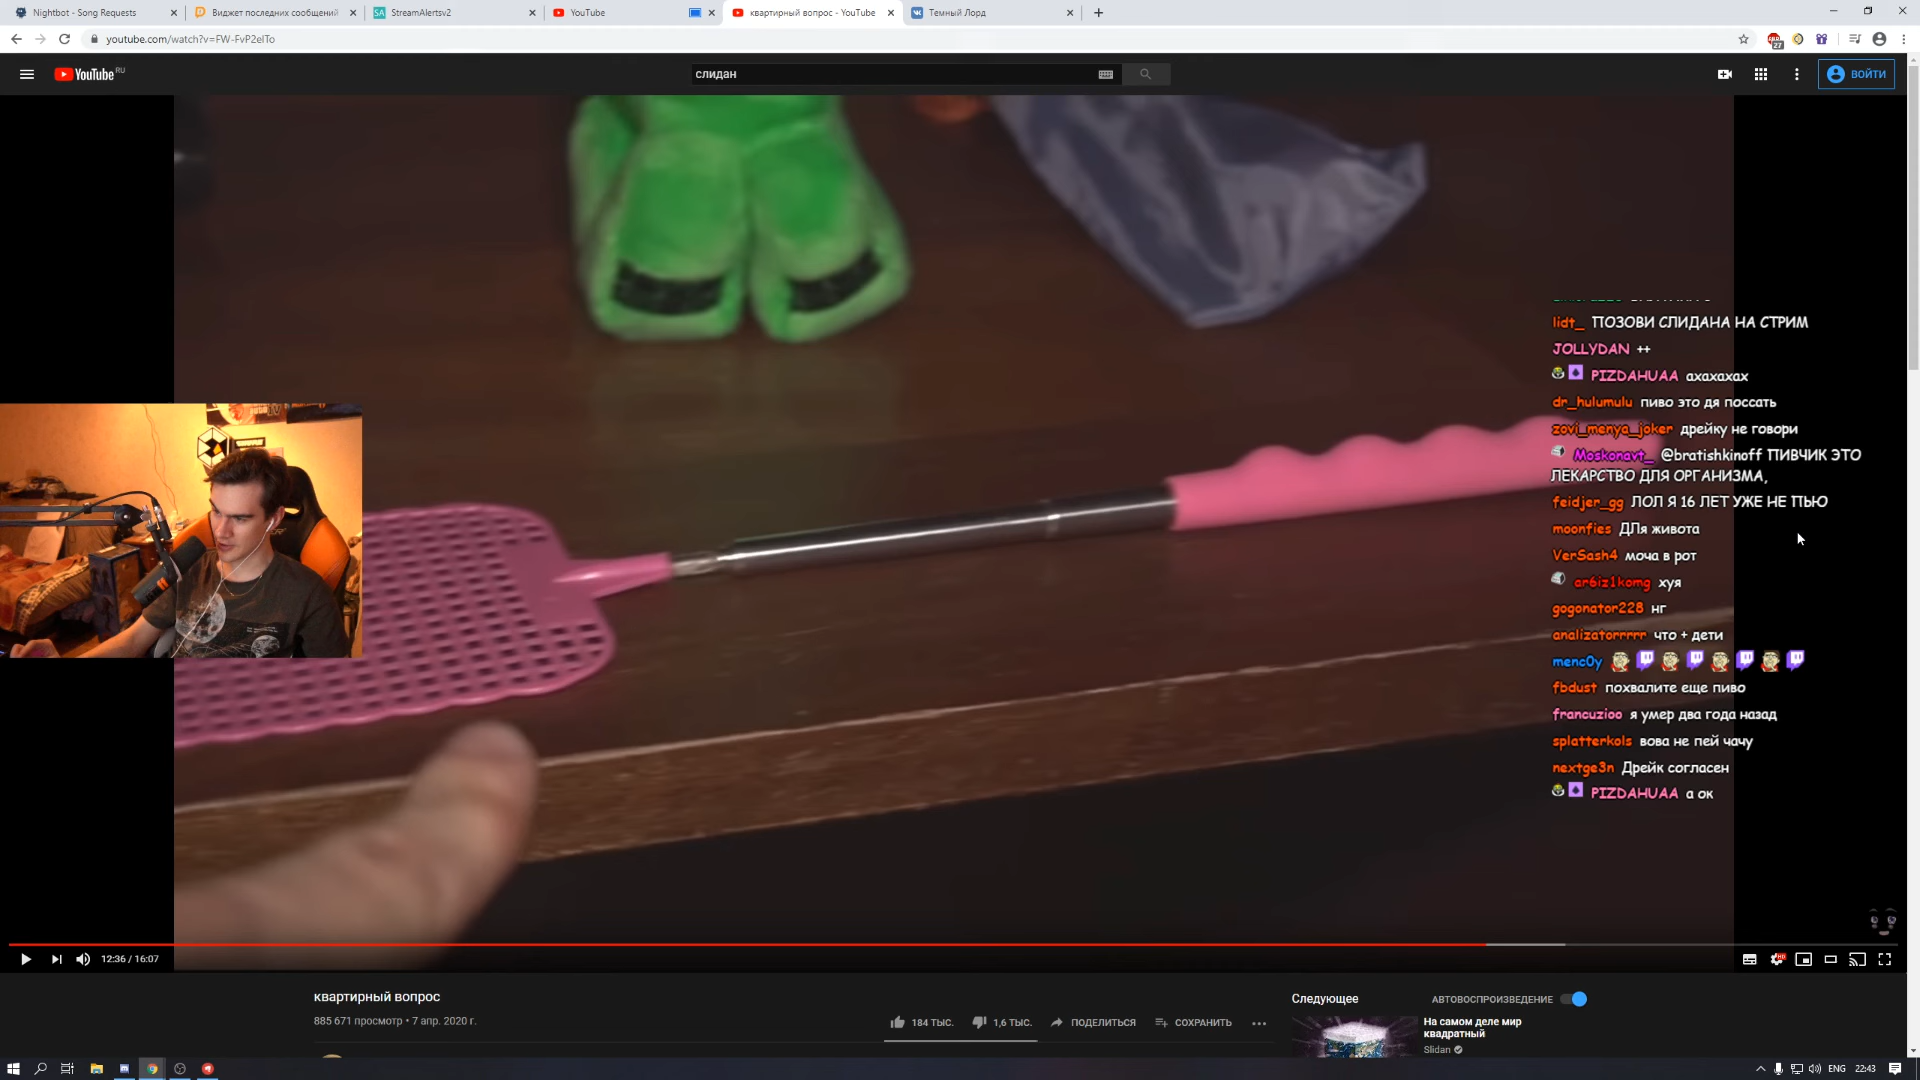 Nightbot - Song Requests
Виджет последних сообщений
SA StreamAlertsv2
YouTube
квартирный вопрос - YouTube
Темный Лорд
youtube.com/watch?v=FW-FvP2eITo
27
YouTube RU
слидан
ВОЙТИ
lidt_ ПОЗОВИ СЛИДАНА НА СТРИМ
JOLLYDAN ++
PIZDAHUAA ахахахах
dr_hulumulu пиво это дя поссать
zovi_menya_joker дрейку не говори
Moskonavt_ @bratishkinoff ПИВЧИК ЭТО
ЛЕКАРСТВО ДЛЯ ОРГАНИЗМА,
feidjer_gg ЛОЛ Я 16 ЛЕТ УЖЕ НЕ ПЬЮ
moonfies ДЛя живота
VerSash4 моча в рот
ar6iz1komg хуя
gogonator228 нг
analizatorrrrr что + дети
menc0y
fbdust похвалите еще пиво
francuzioo я умер два года назад
splatterkols вова не пей чачу
nextge3n Дрейк согласен
PIZDAHUAA а ок
12:36 / 16:07
HD
квартирный вопрос
885 671 просмотр • 7 апр. 2020 г.
184 ТЫС.
1,6 ТЫС.
ПОДЕЛИТЬСЯ
СОХРАНИТЬ
Следующее
АВТОВОСПРОИЗВЕДЕНИЕ
На самом деле мир
квадратный
Slidan
ENG
22:43